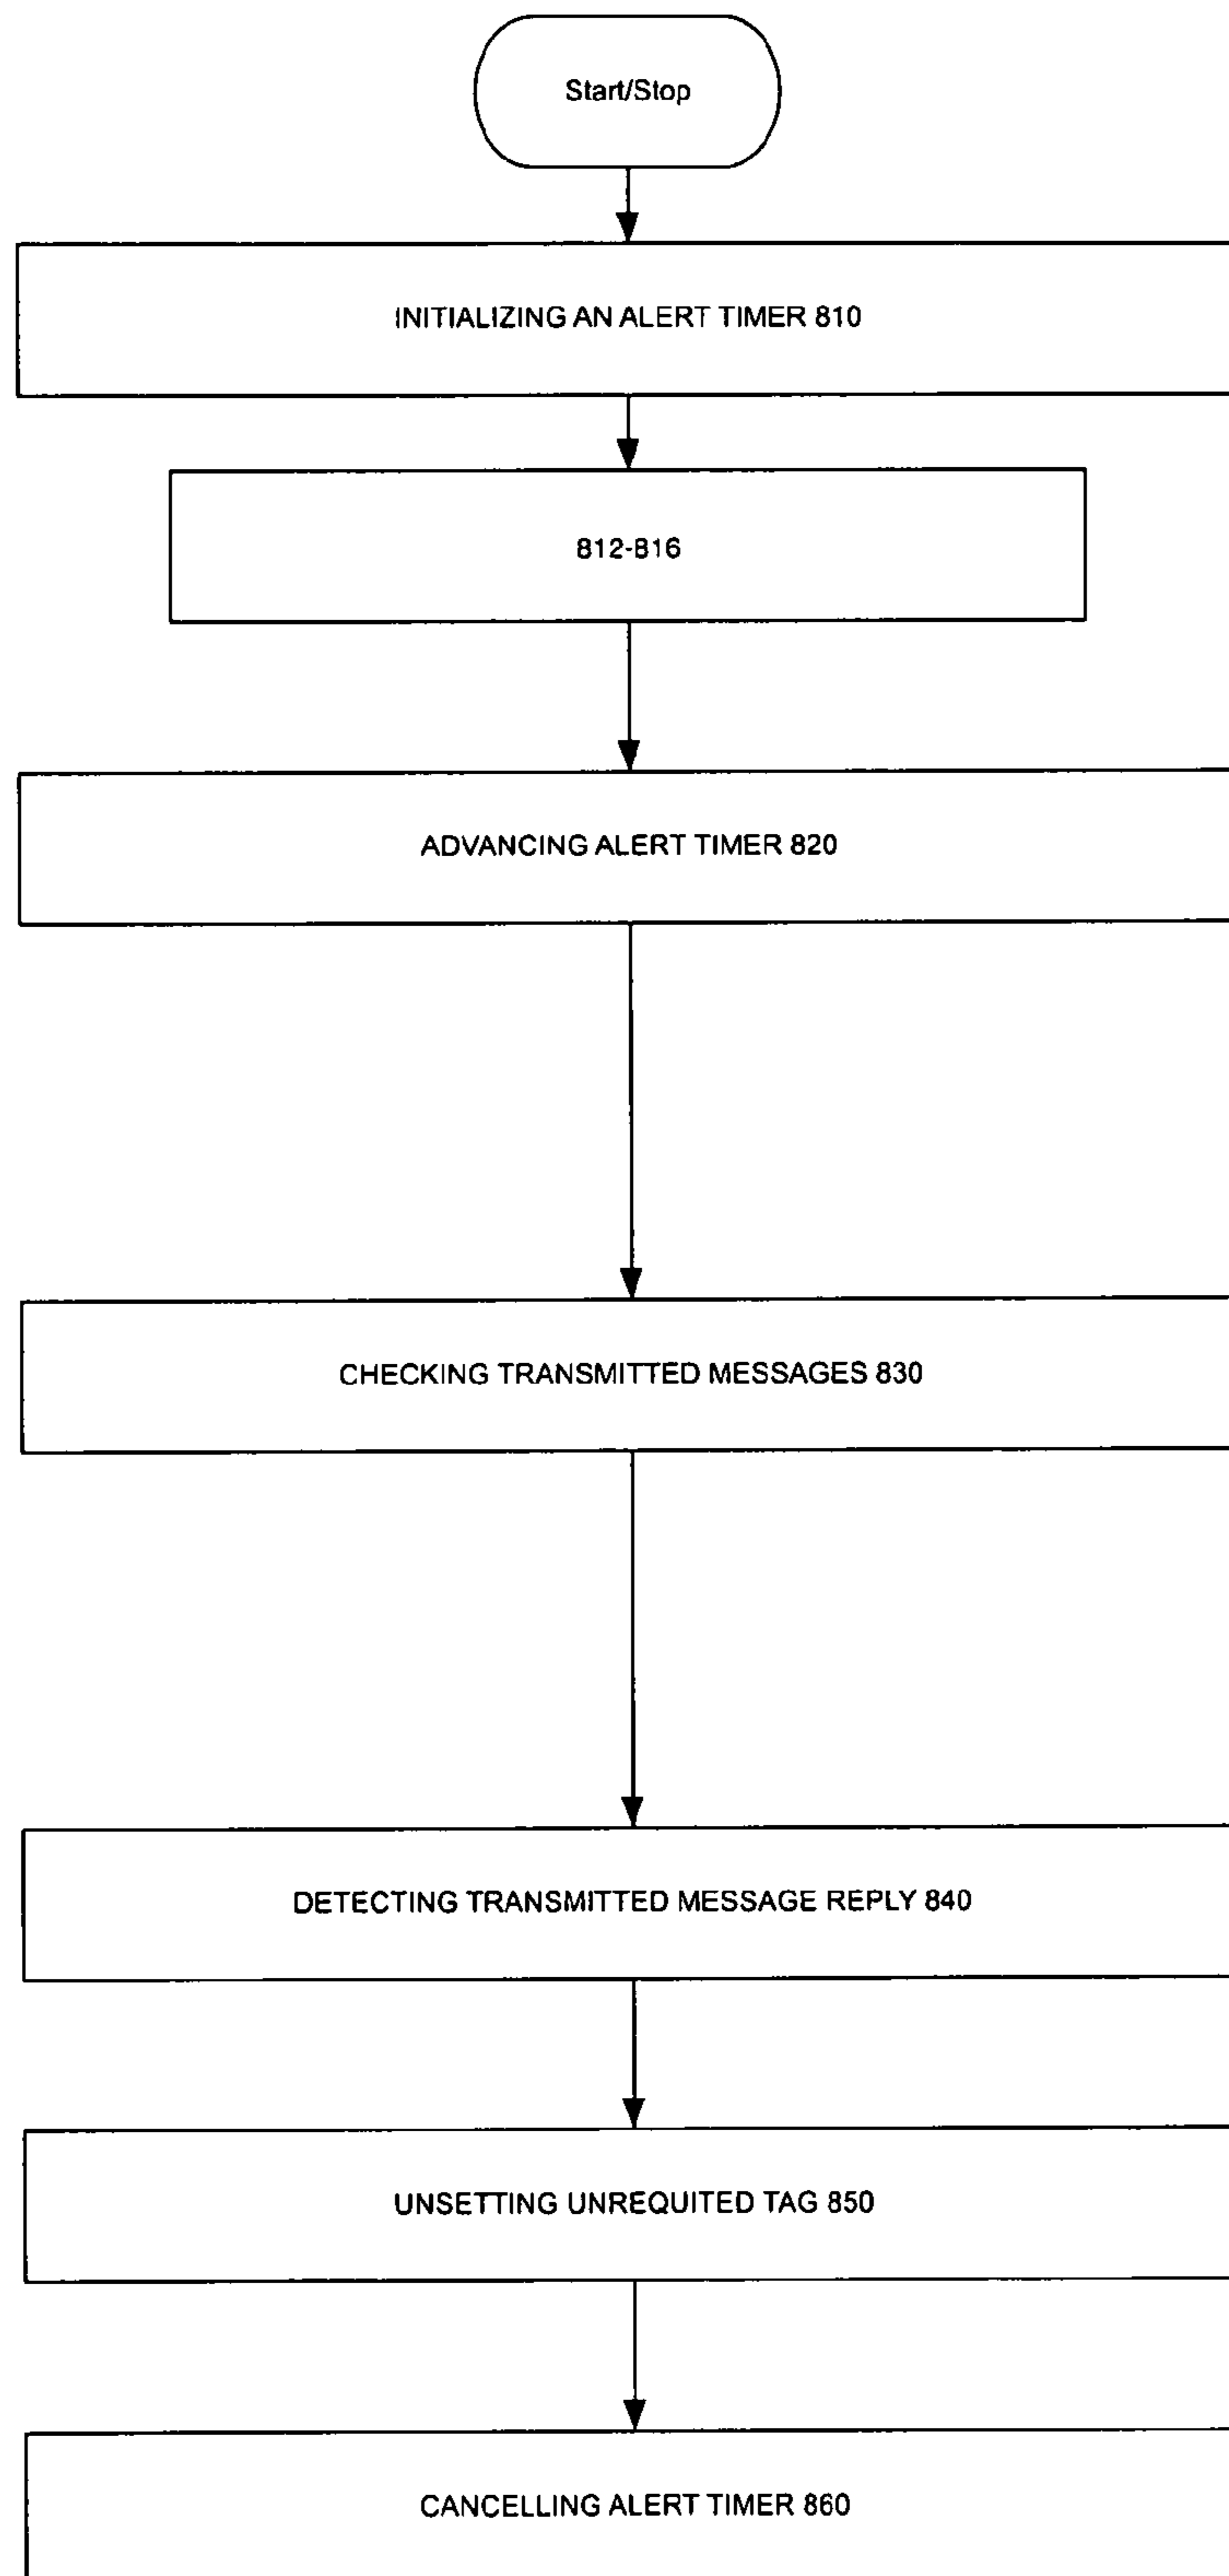 Start/Stop
INITIALIZING AN ALERT TIMER 810
812-816
ADVANCING ALERT TIMER 820
CHECKING TRANSMITTED MESSAGES 830
DETECTING TRANSMITTED MESSAGE REPLY 840
UNSETTING UNREQUITED TAG 850
CANCELLING ALERT TIMER 860